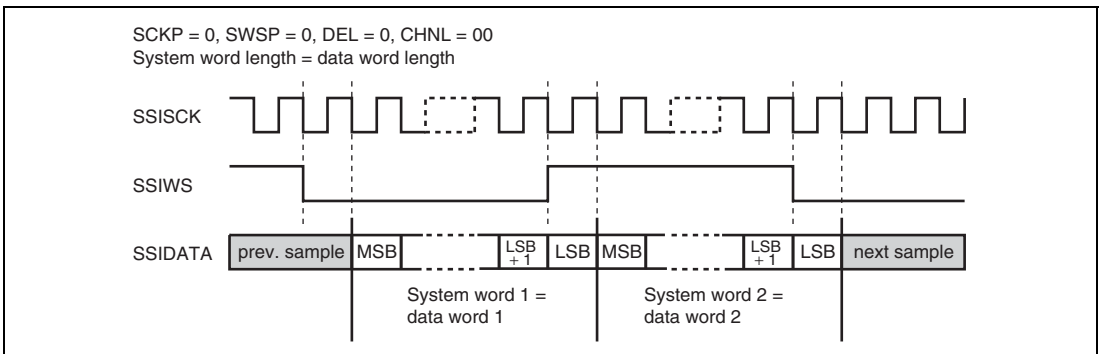 SCKP = 0, SWSP = 0, DEL = 0, CHNL = 00
System word length = data word length
SSISCK
SSIWS
SSIDATA prev. sample MSB LSB +1 LSB MSB LSB +1 LSB next sample
System word 1 = System word 2 =
data word 1 data word 2